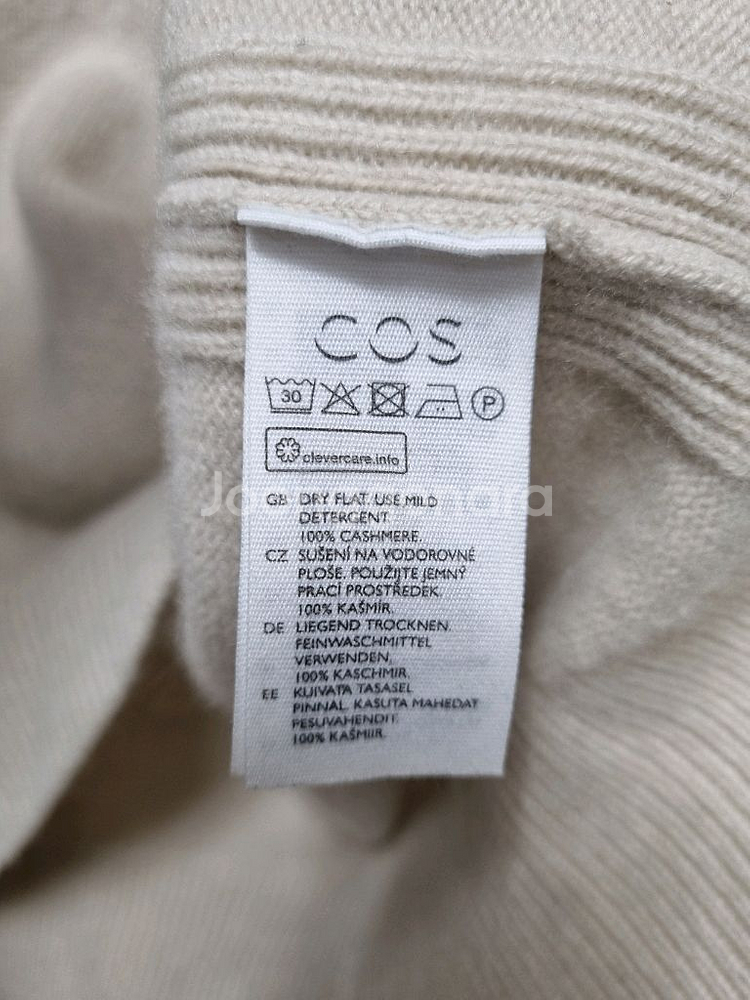 COS
30 P
clevercare.info
GB DRY FLAT. USE MILD
DETERGENT.
100% CASHMERE.
CZ SUŠENÍ NA VODOROVNÉ
PLOŠE. POUŽIJTE JEMNÝ
PRACÍ PROSTŘEDEK.
100% KAŠMÍR.
DE LIEGEND TROCKNEN.
FEINWASCHMITTEL
VERWENDEN.
100% KASCHMIR.
EE KUIVATA TASASEL
PINNAL. KASUTA MAHEDAT
PESUVAHENDIT.
100% KAŠMIIR.